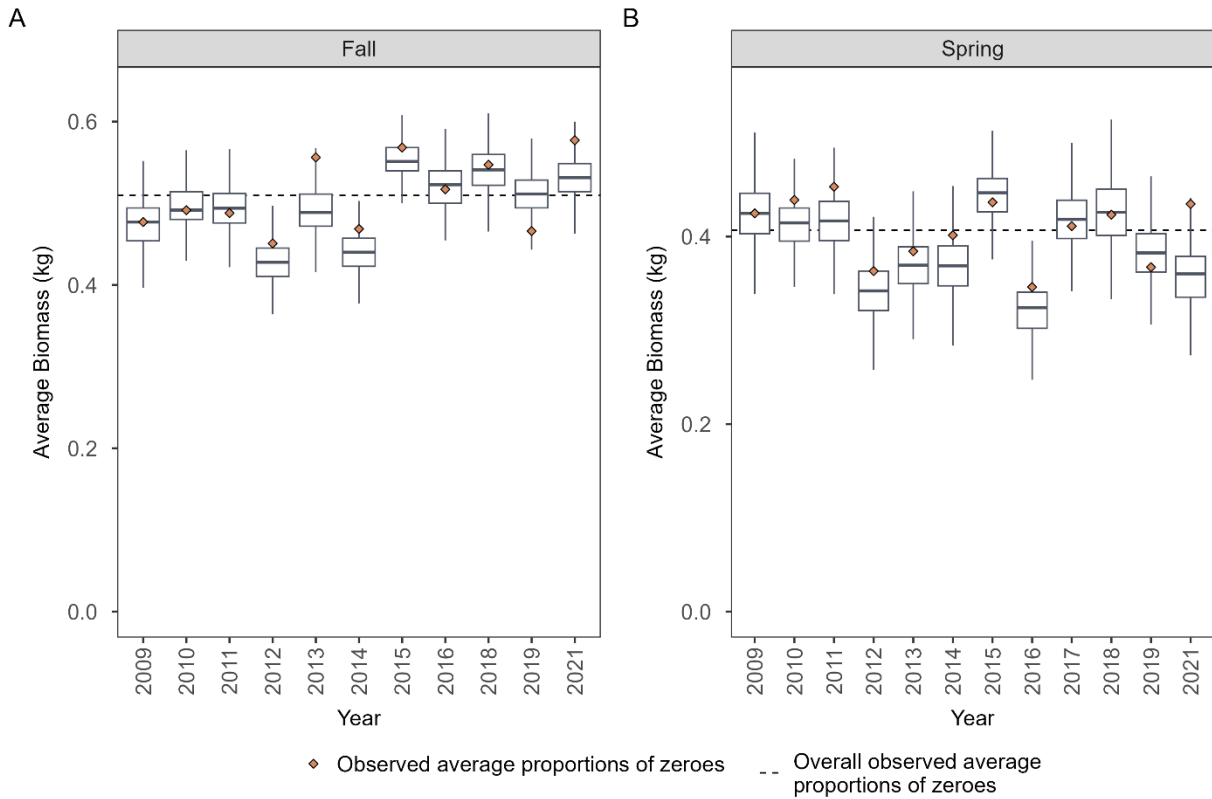 A
Fall
Average Biomass (kg)
0.6
0.4
0.2
0.0
2009
2010
2011
2012
2013
2014
2015
2016
2018
2019
2021
Year
B
Spring
Average Biomass (kg)
0.4
0.2
0.0
2009
2010
2011
2012
2013
2014
2015
2016
2017
2018
2019
2021
Year
Observed average proportions of zeroes
Overall observed average
proportions of zeroes